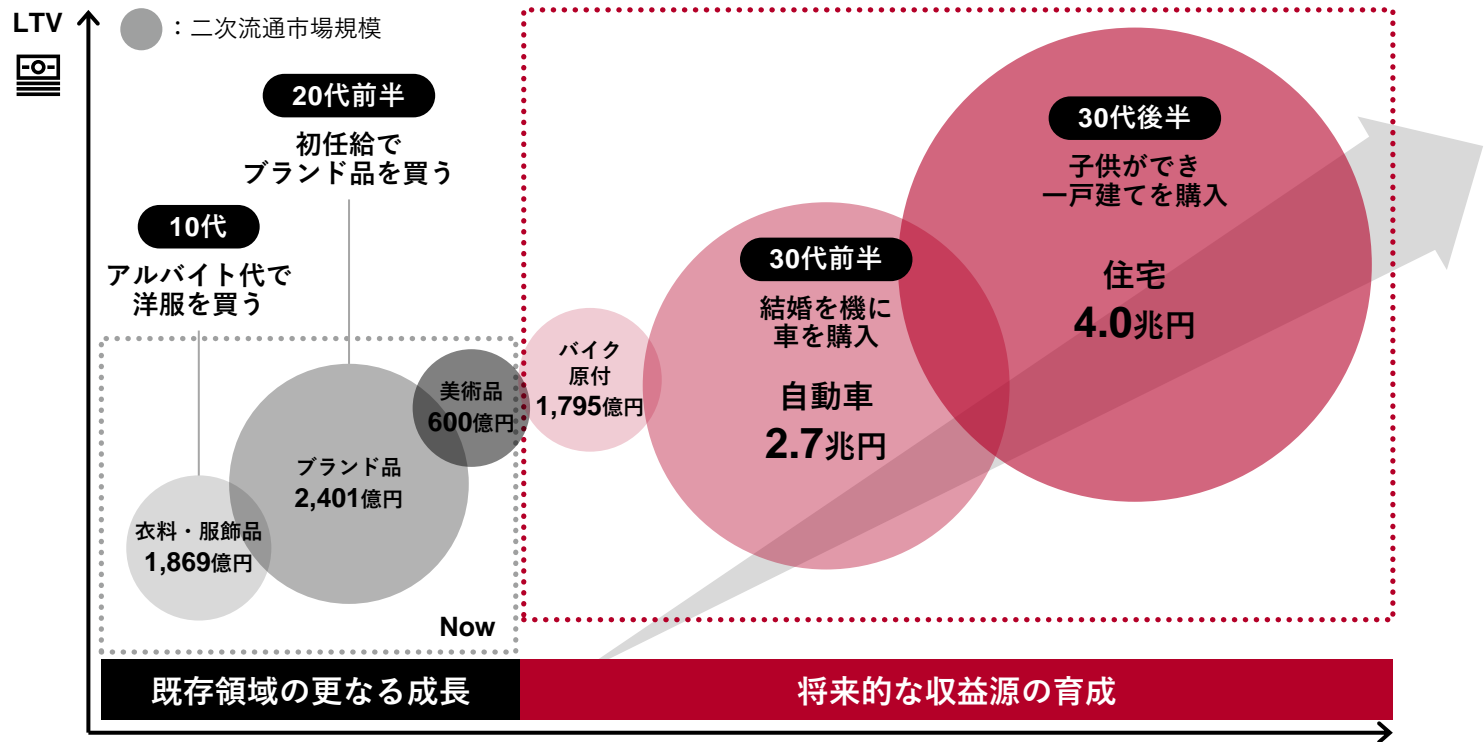 LTV
：二次流通市場規模
20代前半
初任給で
ブランド品を買う
10代
アルバイト代で
洋服を買う
衣料・服飾品
1,869億円
ブランド品
2,401億円
美術品
600億円
Now
バイク
原付
1,795億円
30代前半
結婚を機に
車を購入
自動車
2.7兆円
30代後半
子供ができ
一戸建てを購入
住宅
4.0兆円
既存領域の更なる成長
将来的な収益源の育成